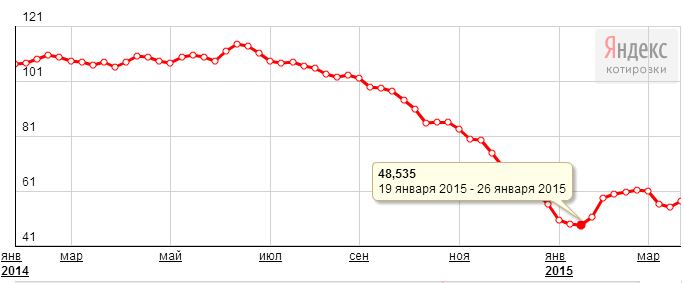 121
Яндекс
котировки
101
81
48,535
19 января 2015 - 26 января 2015
61
41
янв мар май июл сен ноя янв мар
2014 2015